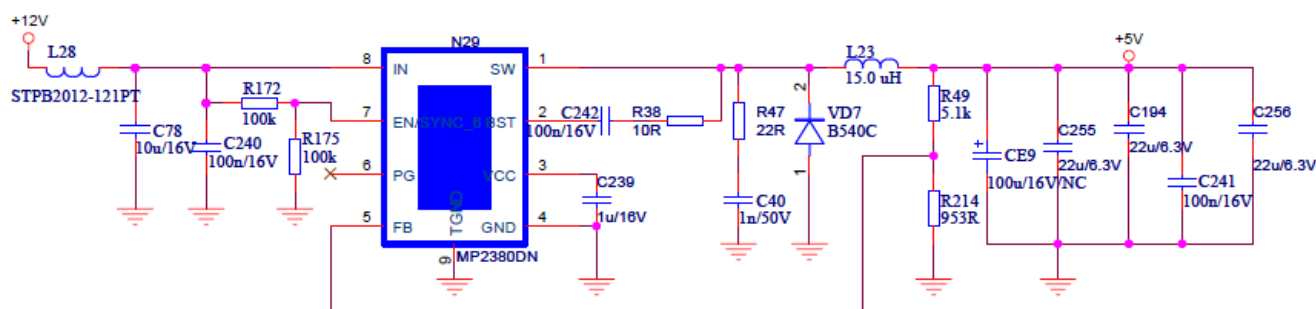 +12V
L28
STPB2012-121PT
C78
10u/16V
C240
100n/16V
R172
100k
R175
100k
N29
8 IN SW 1
7 EN/SYNC_6 BST 2
6 PG VCC 3
5 FB GND 4
TGND
9
MP2380DN
C242
100n/16V
R38
10R
C239
1u/16V
R47
22R
C40
1n/50V
2
VD7
B540C
1
L23
15.0 uH
R49
5.1k
R214
953R
+5V
+
CE9
100u/16V/NC
C255
22u/6.3V
C194
22u/6.3V
C241
100n/16V
C256
22u/6.3V